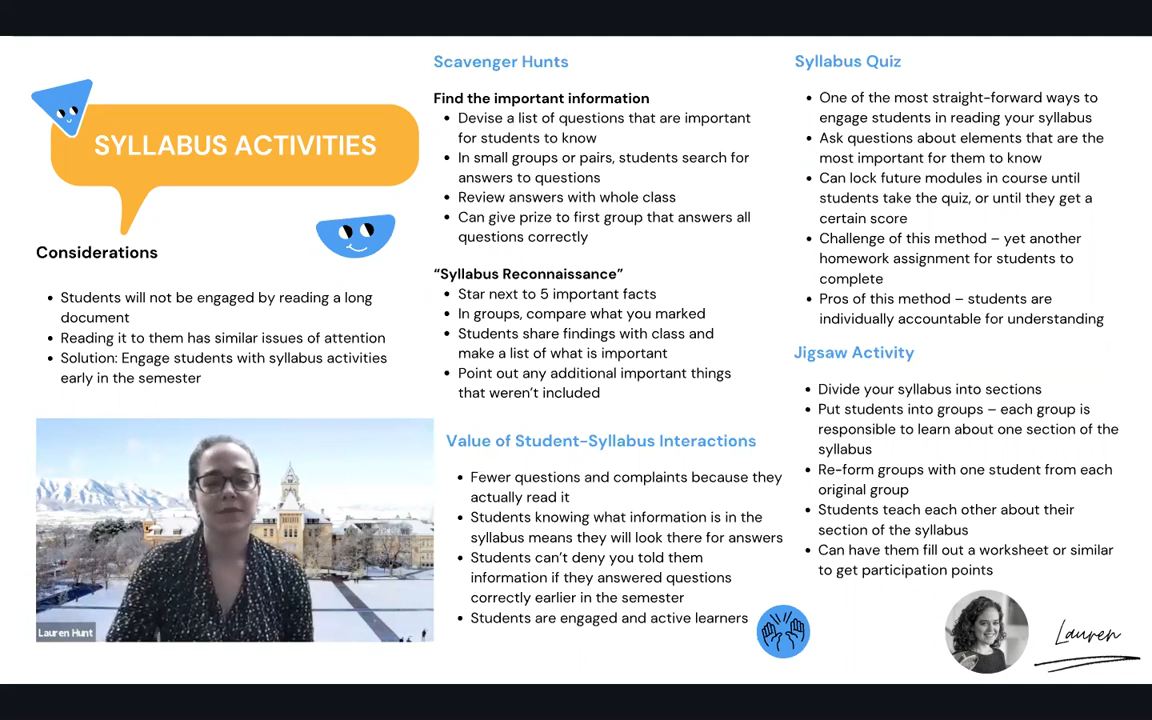 SYLLABUS ACTIVITIES
Considerations
• Students will not be engaged by reading a long
document
• Reading it to them has similar issues of attention
• Solution: Engage students with syllabus activities
early in the semester
Lauren Hunt
Scavenger Hunts
Find the important information
• Devise a list of questions that are important
for students to know
• In small groups or pairs, students search for
answers to questions
• Review answers with whole class
• Can give prize to first group that answers all
questions correctly
“Syllabus Reconnaissance”
• Star next to 5 important facts
• In groups, compare what you marked
• Students share findings with class and
make a list of what is important
• Point out any additional important things
that weren’t included
Value of Student-Syllabus Interactions
• Fewer questions and complaints because they
actually read it
• Students knowing what information is in the
syllabus means they will look there for answers
• Students can’t deny you told them
information if they answered questions
correctly earlier in the semester
• Students are engaged and active learners
Syllabus Quiz
• One of the most straight-forward ways to
engage students in reading your syllabus
• Ask questions about elements that are the
most important for them to know
• Can lock future modules in course until
students take the quiz, or until they get a
certain score
• Challenge of this method – yet another
homework assignment for students to
complete
• Pros of this method – students are
individually accountable for understanding
Jigsaw Activity
• Divide your syllabus into sections
• Put students into groups – each group is
responsible to learn about one section of the
syllabus
• Re-form groups with one student from each
original group
• Students teach each other about their
section of the syllabus
• Can have them fill out a worksheet or similar
to get participation points
Lauren